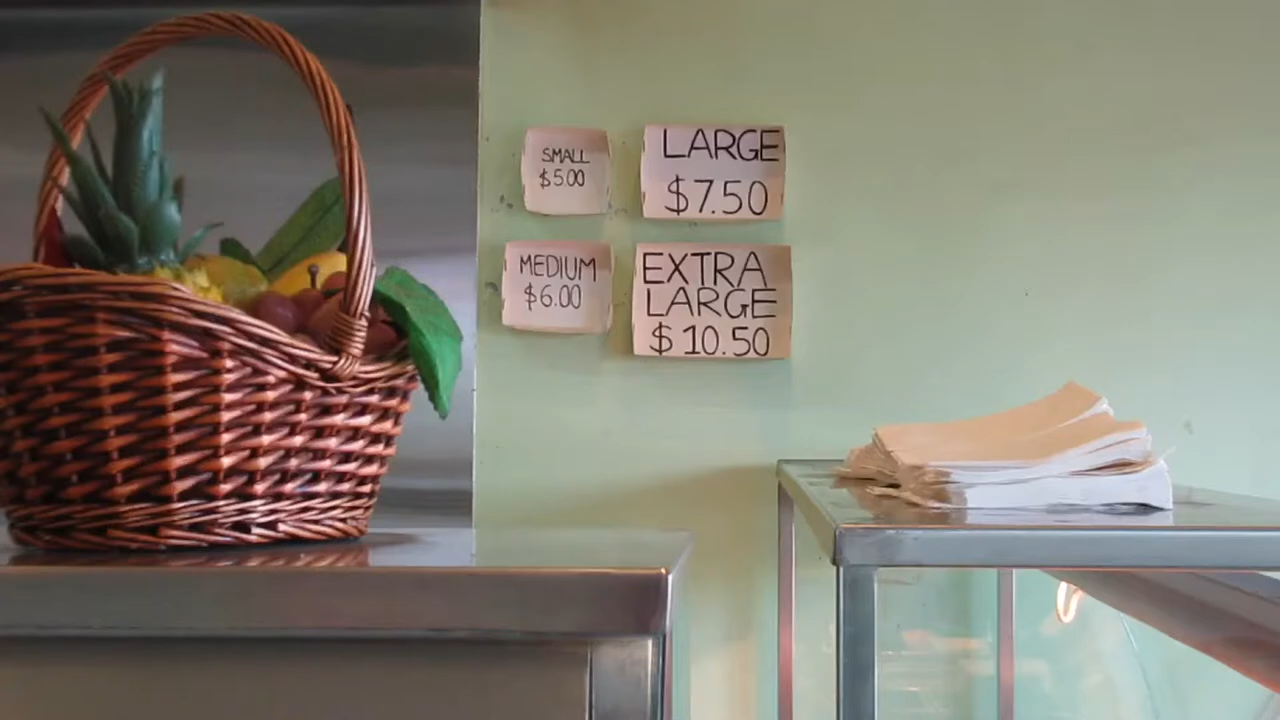 SMALL
$5.00
LARGE
$7.50
MEDIUM
$6.00
EXTRA
LARGE
$10.50